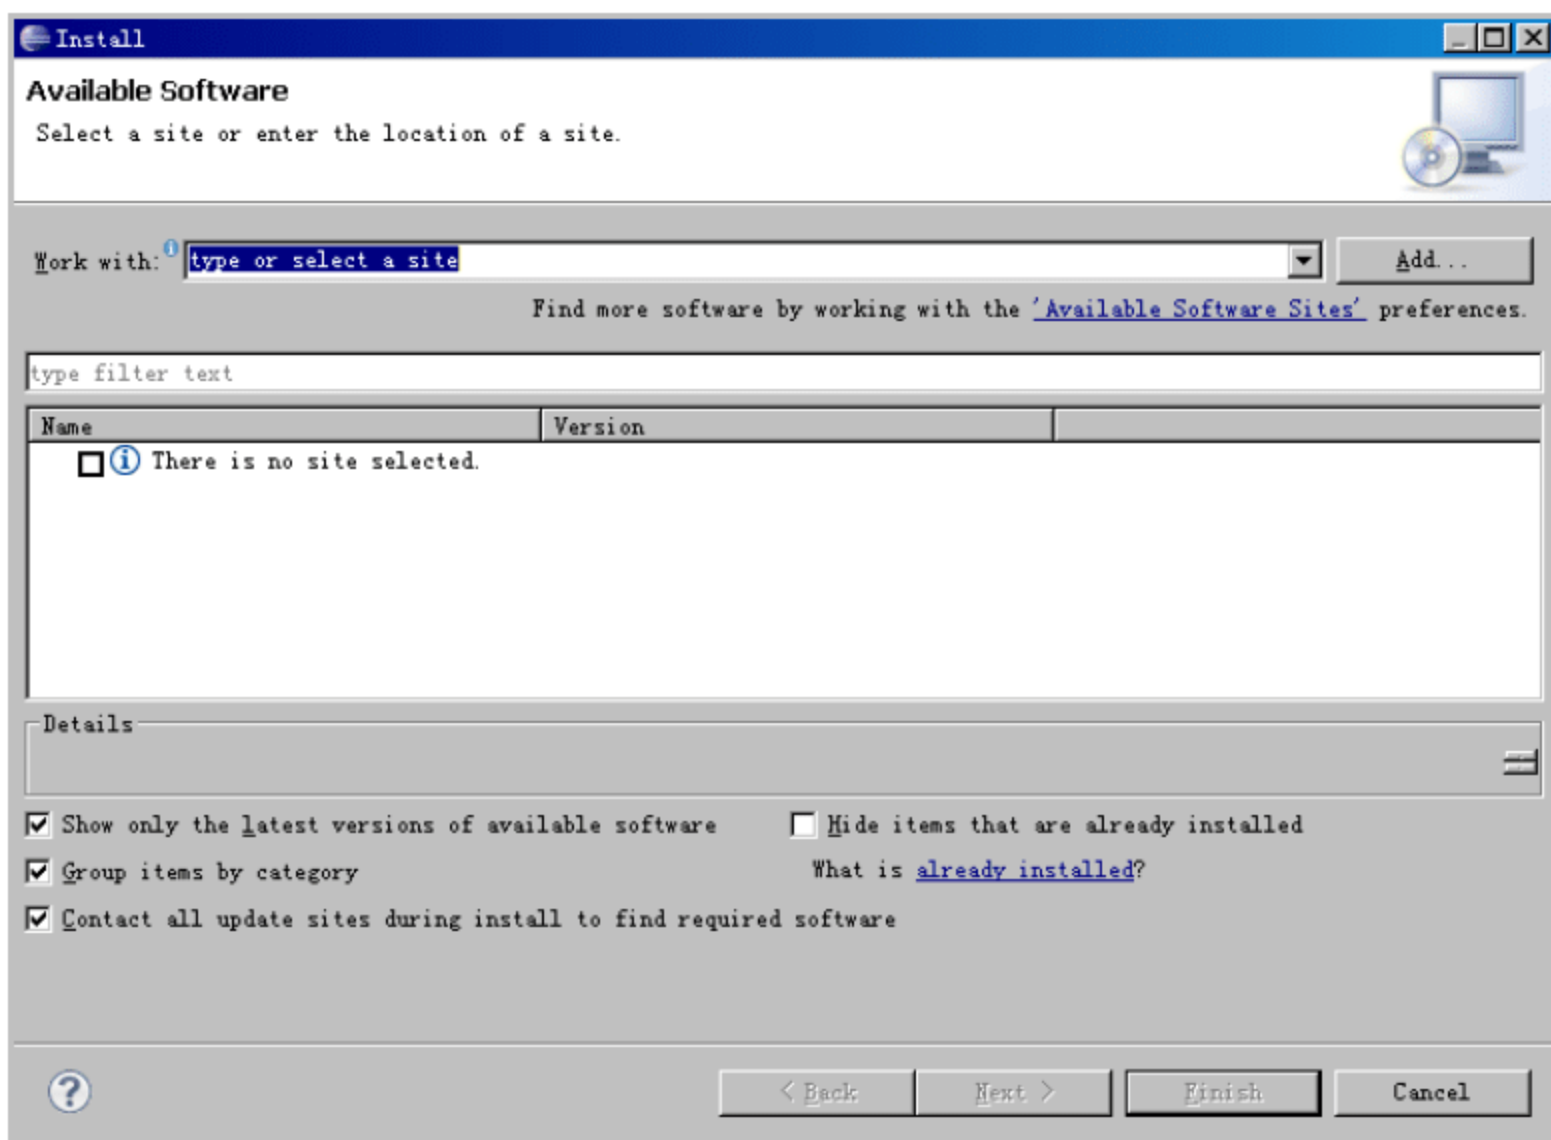 Install
Available Software
Select a site or enter the location of a site.
Work with: type or select a site Add...
Find more software by working with the 'Available Software Sites' preferences.
type filter text
Name Version
There is no site selected.
Details
Show only the latest versions of available software Hide items that are already installed
Group items by category What is already installed?
Contact all update sites during install to find required software
? < Back Next > Finish Cancel